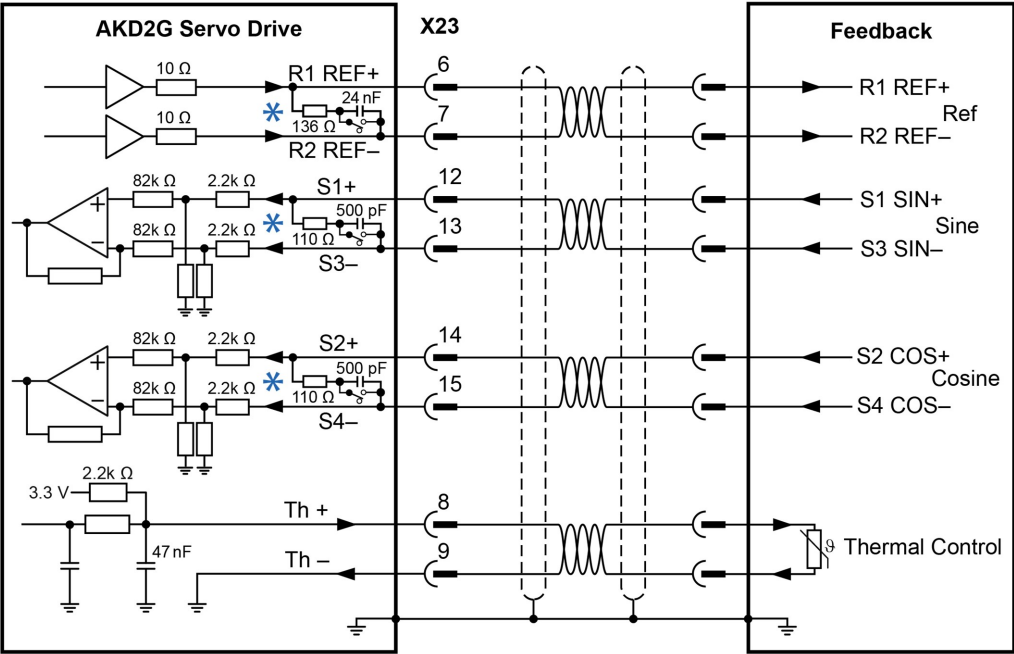 AKD2G Servo Drive
X23
Feedback
10 Ω
R1 REF+
6
R1 REF+
24 nF
*
Ref
136 Ω
10 Ω
R2 REF–
7
R2 REF–
82k Ω
2.2k Ω
S1+
12
S1 SIN+
+
500 pF
*
Sine
110 Ω
–
82k Ω
2.2k Ω
S3–
13
S3 SIN–
82k Ω
2.2k Ω
S2+
14
S2 COS+
+
500 pF
*
Cosine
110 Ω
–
82k Ω
2.2k Ω
S4–
15
S4 COS–
2.2k Ω
3.3 V
Th +
8
47 nF
ϑ Thermal Control
Th –
9